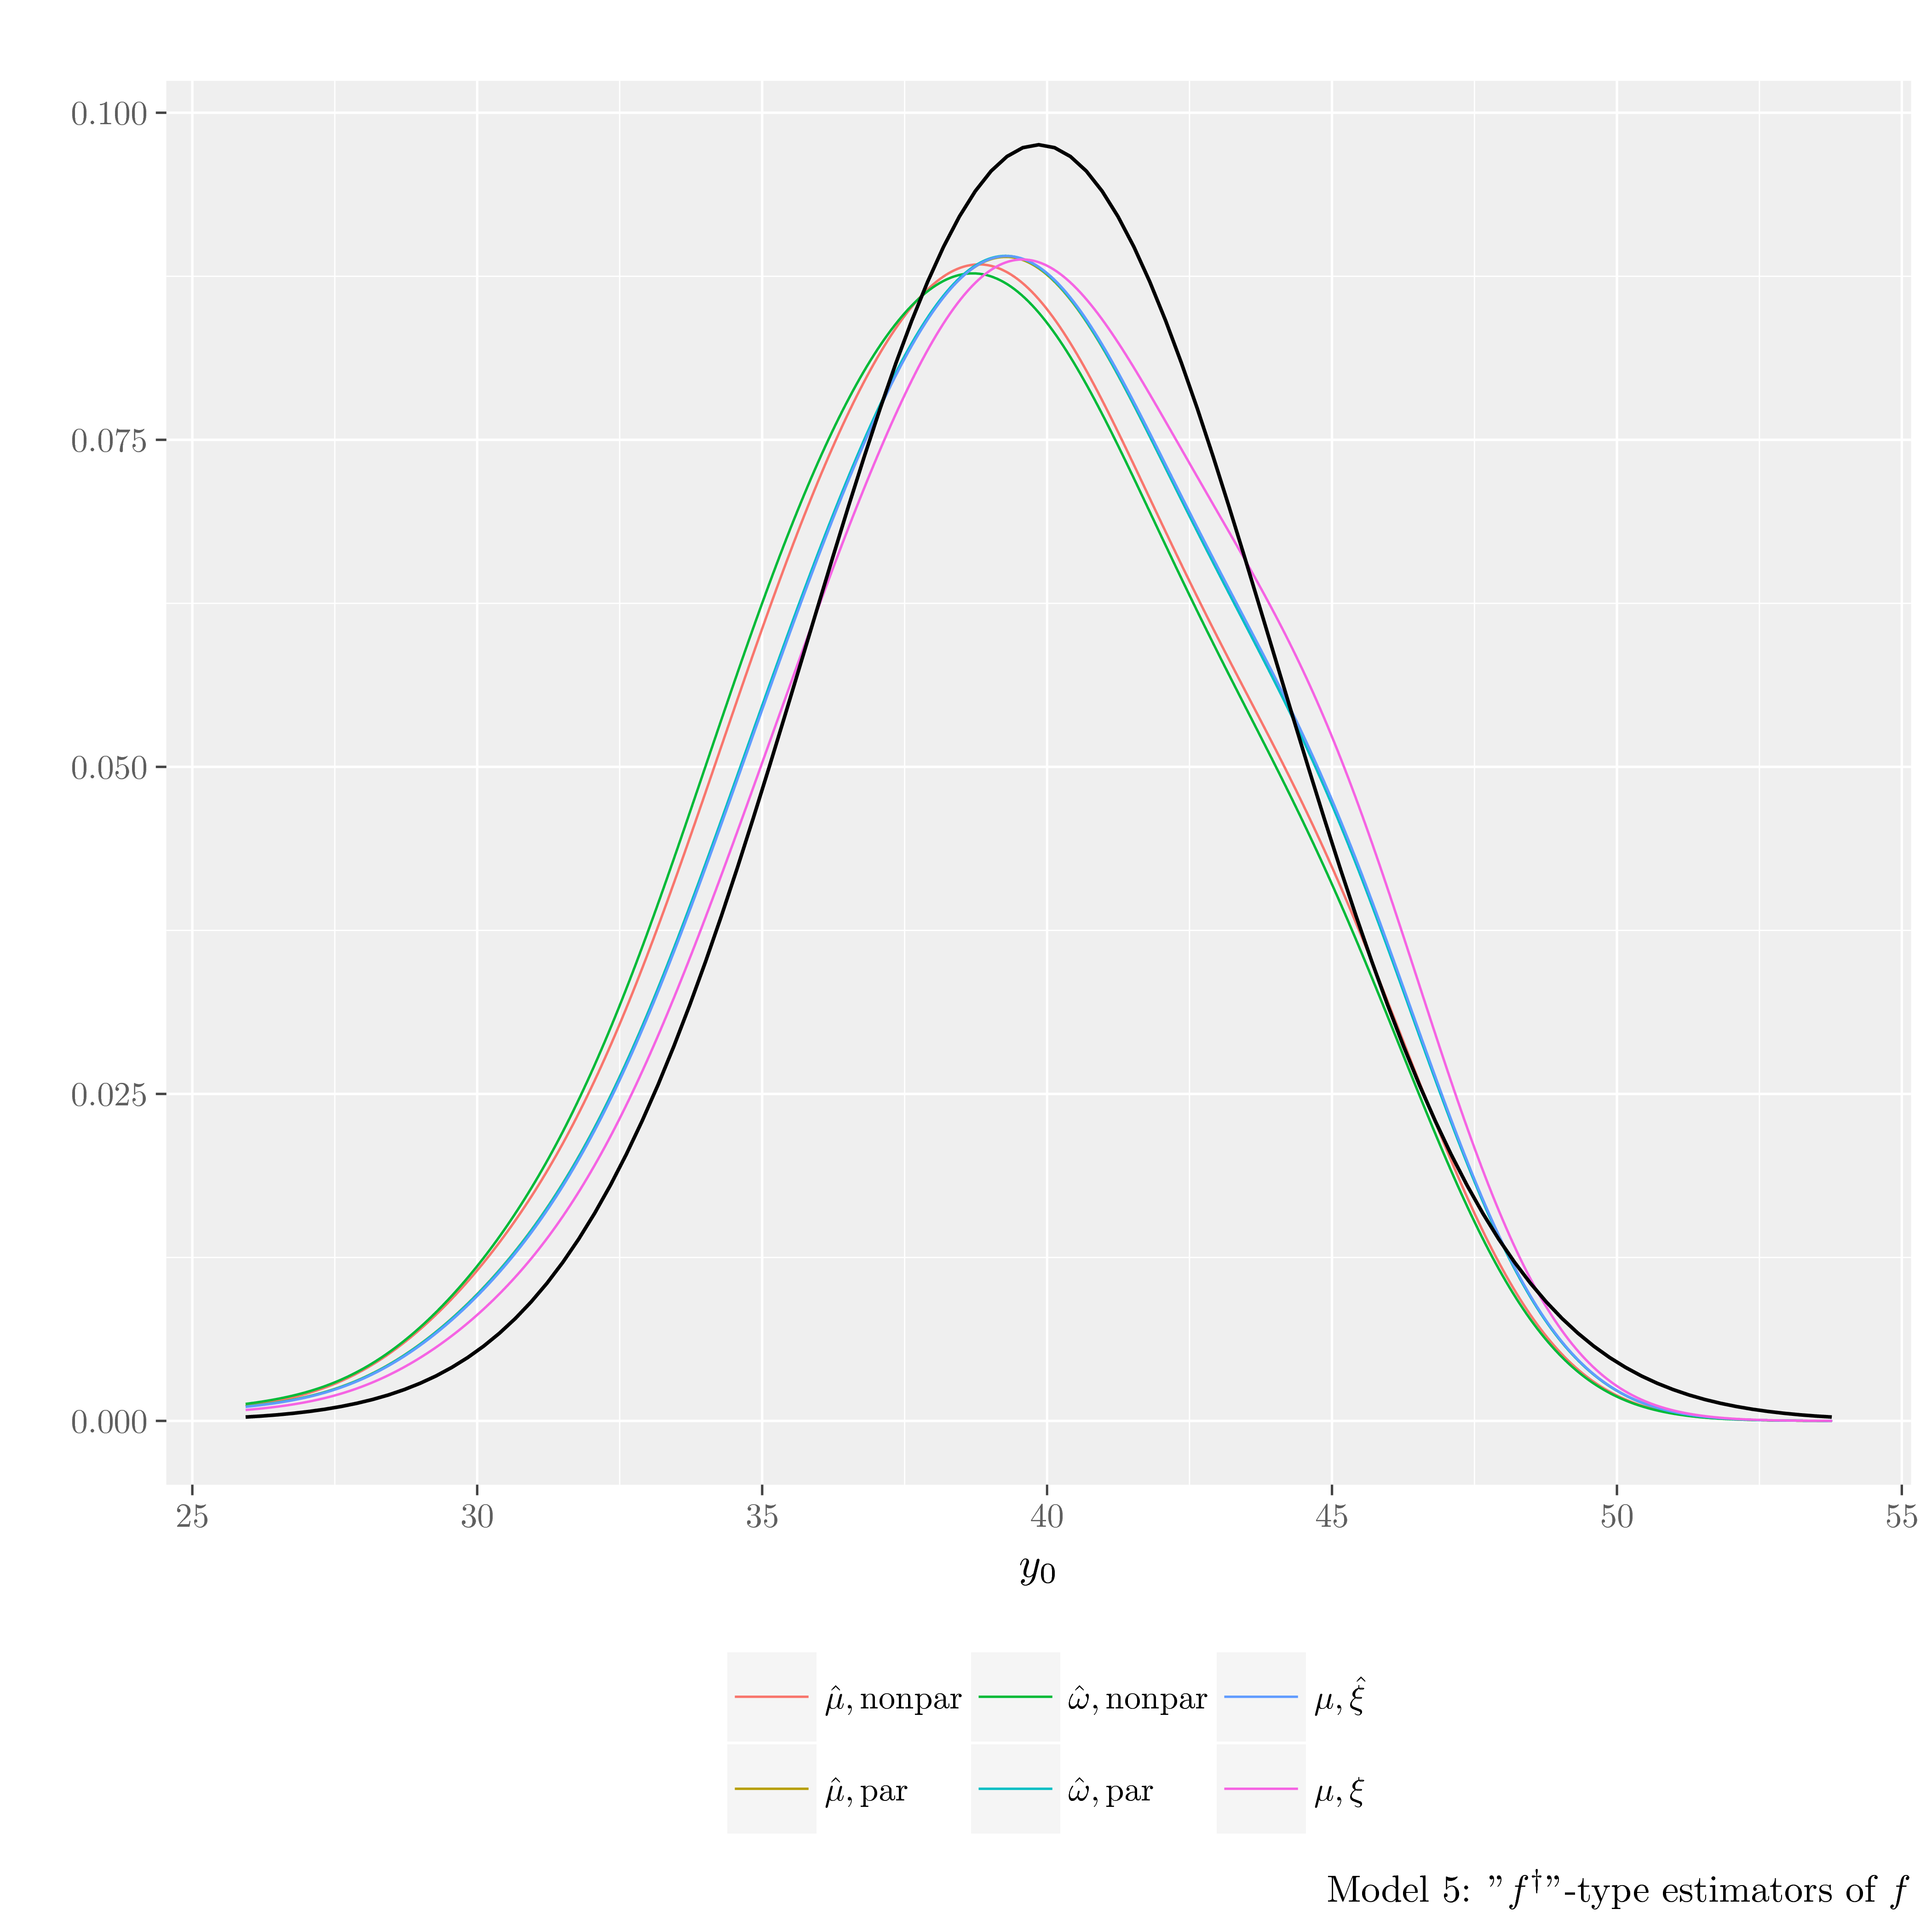 0.100
0.075
0.050
0.025
0.000
25 30 35 40 45 50 55
y₀
μ̂, nonpar ω̂, nonpar μ, ξ̂
μ̂, par ω̂, par μ, ξ
Model 5: ”f†”-type estimators of f